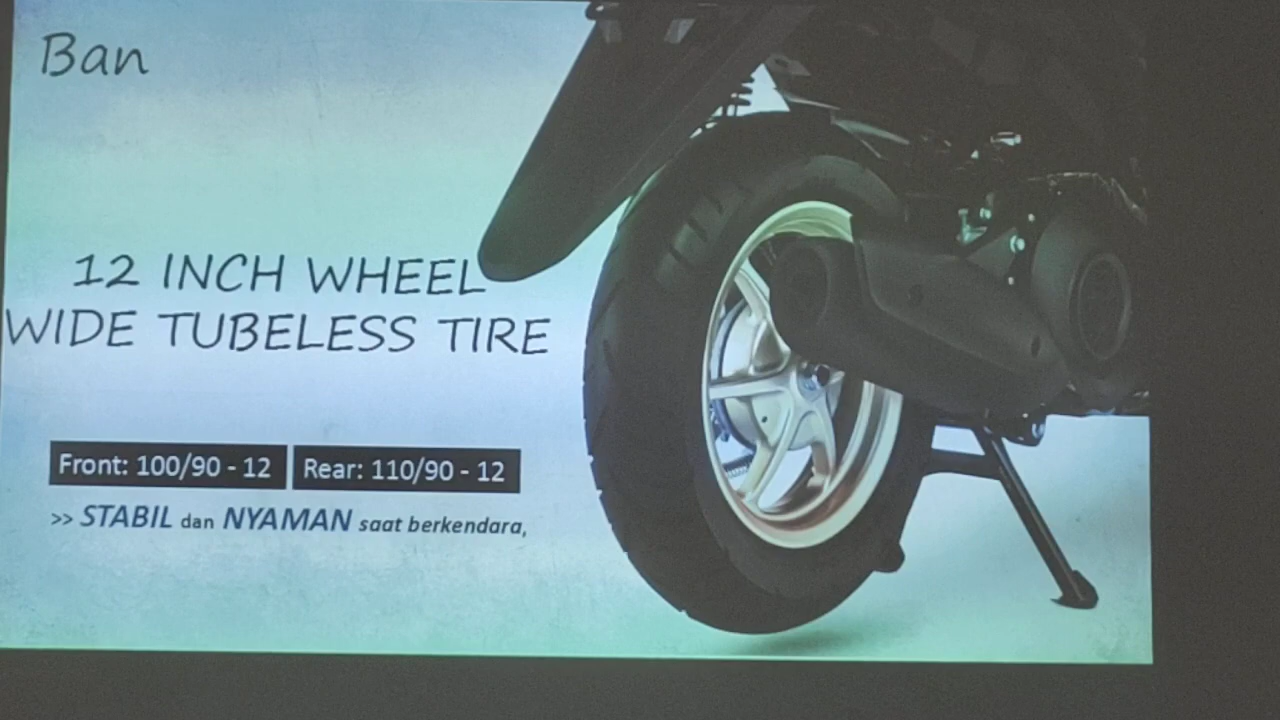 Ban
12 INCH WHEEL
WIDE TUBELESS TIRE
Front: 100/90 - 12 Rear: 110/90 - 12
>> STABIL dan NYAMAN saat berkendara,